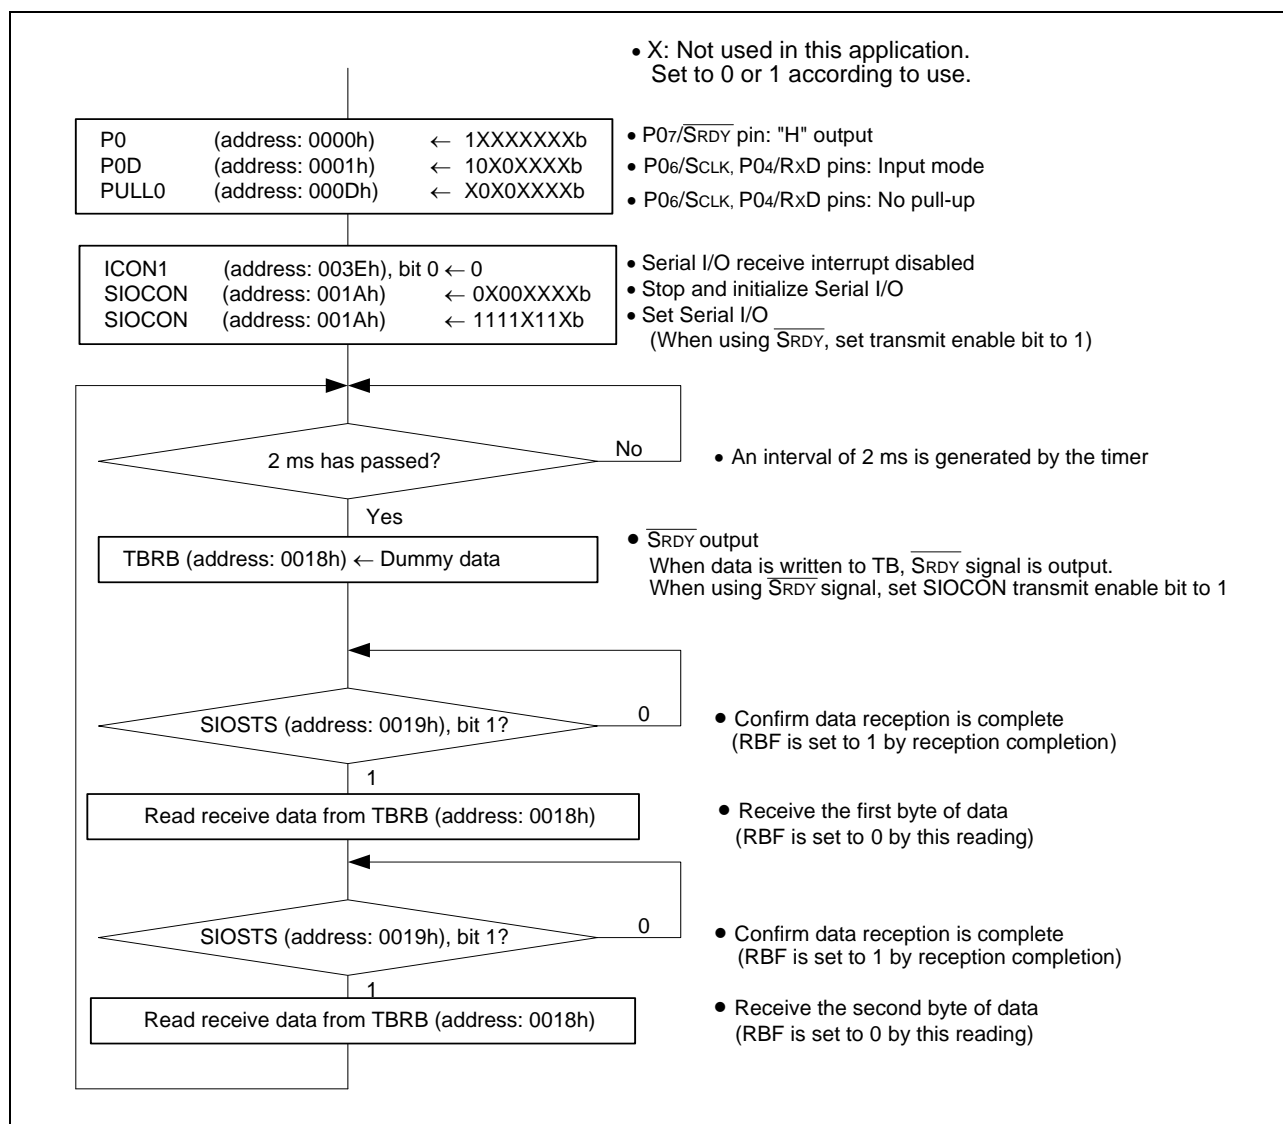 • X: Not used in this application.
Set to 0 or 1 according to use.
P0 (address: 0000h) ← 1XXXXXXXb
• P07/SRDY pin: "H" output
P0D (address: 0001h) ← 10X0XXXXb
• P06/SCLK, P04/RXD pins: Input mode
PULL0 (address: 000Dh) ← X0X0XXXXb
• P06/SCLK, P04/RXD pins: No pull-up
ICON1 (address: 003Eh), bit 0 ← 0
• Serial I/O receive interrupt disabled
SIOCON (address: 001Ah) ← 0X00XXXXb
• Stop and initialize Serial I/O
SIOCON (address: 001Ah) ← 1111X11Xb
• Set Serial I/O
(When using SRDY, set transmit enable bit to 1)
2 ms has passed?
No
• An interval of 2 ms is generated by the timer
Yes
TBRB (address: 0018h) ← Dummy data
• SRDY output
When data is written to TB, SRDY signal is output.
When using SRDY signal, set SIOCON transmit enable bit to 1
SIOSTS (address: 0019h), bit 1?
0
• Confirm data reception is complete
(RBF is set to 1 by reception completion)
1
Read receive data from TBRB (address: 0018h)
• Receive the first byte of data
(RBF is set to 0 by this reading)
SIOSTS (address: 0019h), bit 1?
0
• Confirm data reception is complete
(RBF is set to 1 by reception completion)
1
Read receive data from TBRB (address: 0018h)
• Receive the second byte of data
(RBF is set to 0 by this reading)